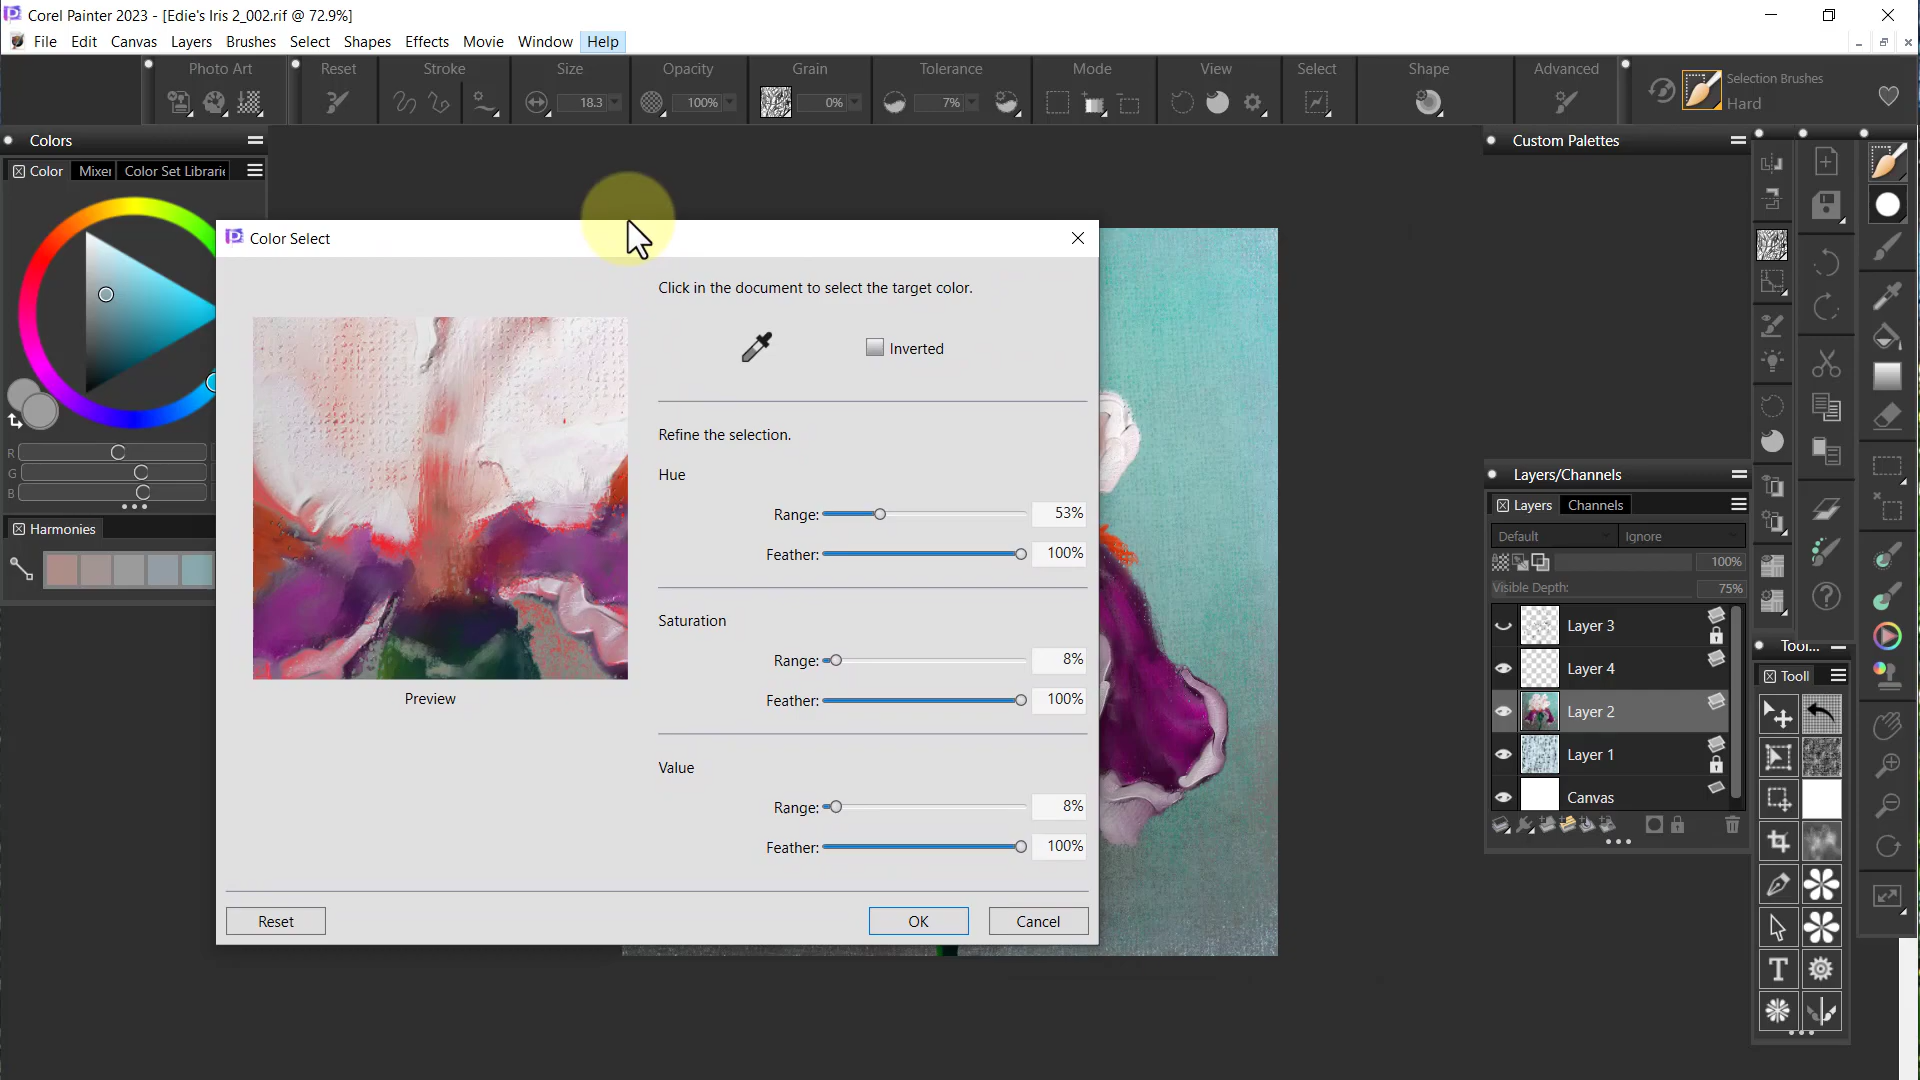 Corel Painter 2023 - [Edie's Iris 2_002.rif @ 72.9%]
File Edit Canvas Layers Brushes Select Shapes Effects Movie Window Help
Photo Art Reset Stroke Size Opacity Grain Tolerance Mode View Select Shape Advanced
Selection Brushes
18.3 100% 0% 7% Hard
Colors
Color Mixer Color Set Librarie
R
G
B
Harmonies
Color Select
Click in the document to select the target color.
Inverted
Refine the selection.
Hue
Range: 53%
Feather: 100%
Saturation
Range: 8%
Feather: 100%
Preview
Value
Range: 8%
Feather: 100%
Reset OK Cancel
Custom Palettes
Layers/Channels
Layers Channels
Default Ignore
100%
Visible Depth: 75%
Layer 3
Layer 4
Layer 2
Layer 1
Canvas
Tool...
Tooll